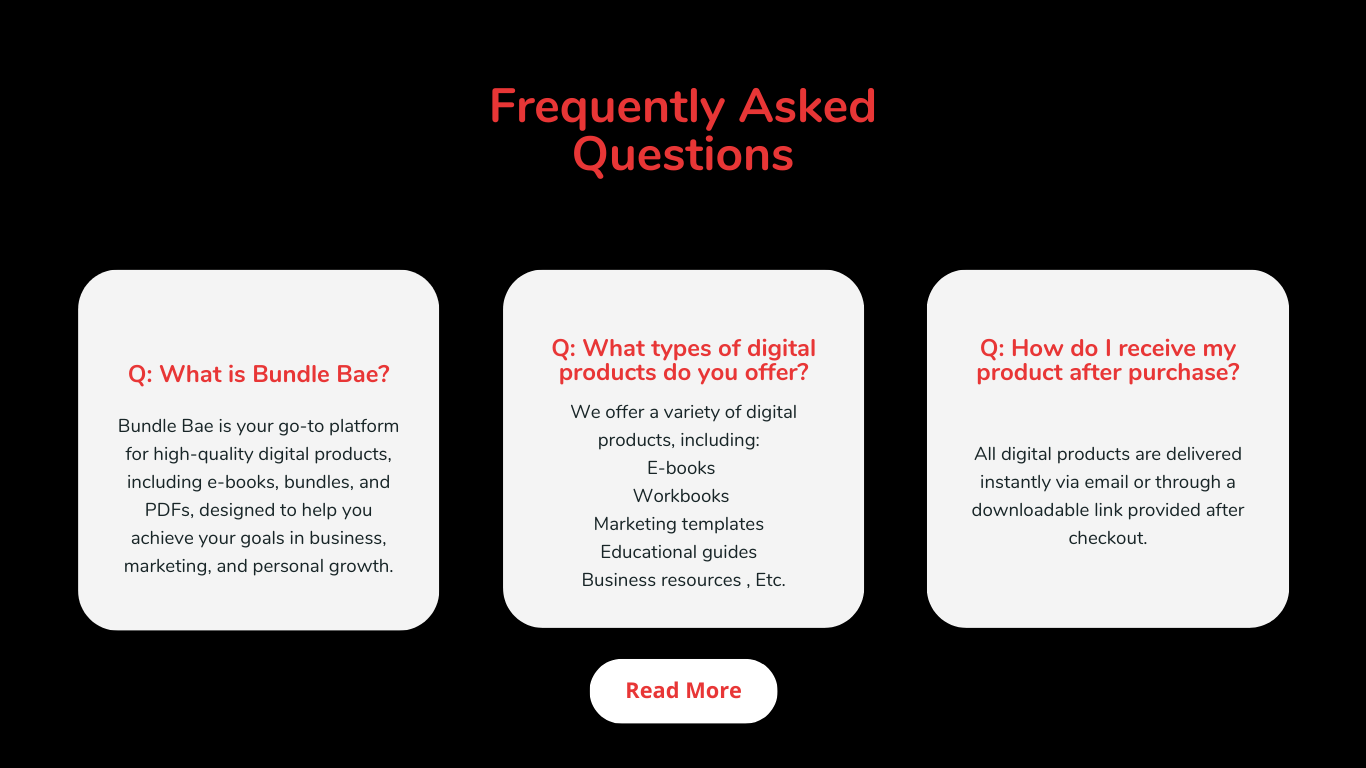 Frequently Asked
Questions
Q: What is Bundle Bae?
Bundle Bae is your go-to platform
for high-quality digital products,
including e-books, bundles, and
PDFs, designed to help you
achieve your goals in business,
marketing, and personal growth.
Q: What types of digital
products do you offer?
We offer a variety of digital
products, including:
E-books
Workbooks
Marketing templates
Educational guides
Business resources , Etc.
Q: How do I receive my
product after purchase?
All digital products are delivered
instantly via email or through a
downloadable link provided after
checkout.
Read More